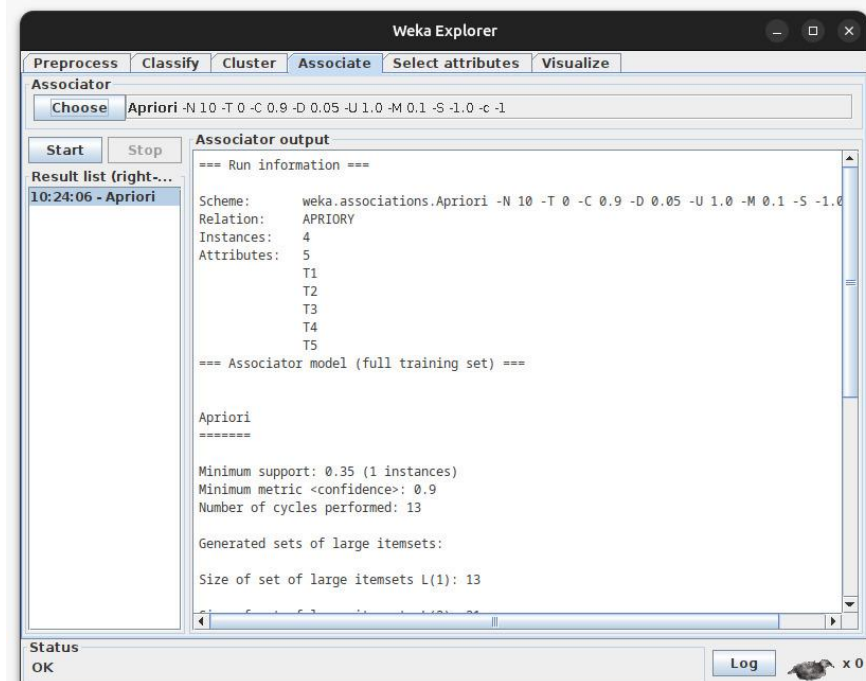 Weka Explorer
Preprocess Classify Cluster Associate Select attributes Visualize
Associator
Choose Apriori -N 10 -T 0 -C 0.9 -D 0.05 -U 1.0 -M 0.1 -S -1.0 -c -1
Start Stop
Result list (right-...
10:24:06 - Apriori
Associator output
=== Run information ===
Scheme: weka.associations.Apriori -N 10 -T 0 -C 0.9 -D 0.05 -U 1.0 -M 0.1 -S -1.0
Relation: APRIORY
Instances: 4
Attributes: 5
T1
T2
T3
T4
T5
=== Associator model (full training set) ===
Apriori
=======
Minimum support: 0.35 (1 instances)
Minimum metric <confidence>: 0.9
Number of cycles performed: 13
Generated sets of large itemsets:
Size of set of large itemsets L(1): 13
Status
OK
Log x 0